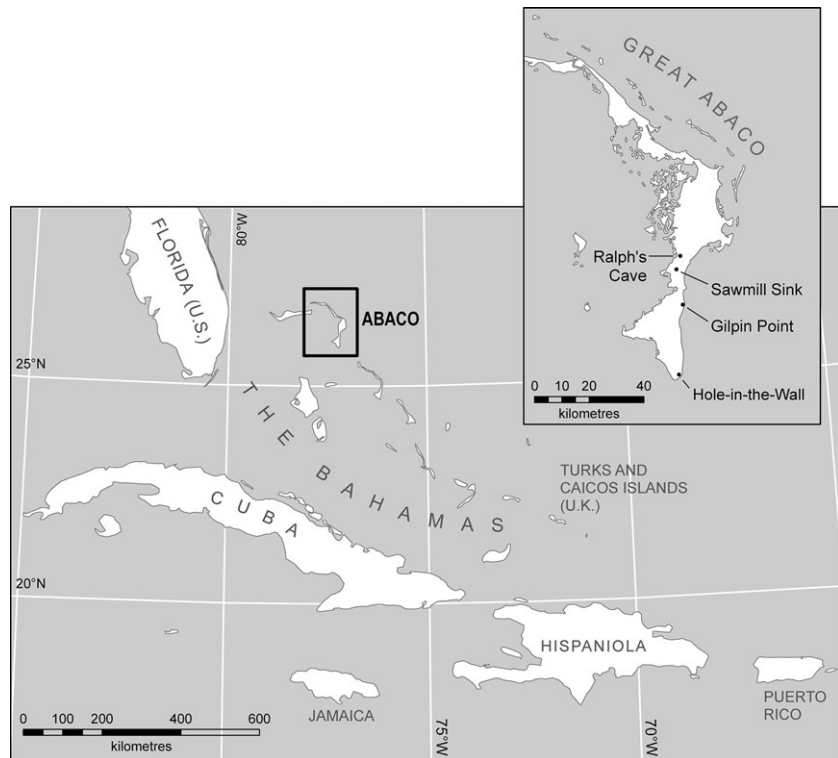 GREAT ABACO
Ralph's
Cave
Sawmill Sink
Gilpin Point
Hole-in-the-Wall
0 10 20 40
kilometres
80°W
FLORIDA (U.S.)
ABACO
25°N
THE BAHAMAS
TURKS AND
CAICOS ISLANDS
(U.K.)
CUBA
20°N
HISPANIOLA
JAMAICA
PUERTO
RICO
75°W
70°W
0 100 200 400 600
kilometres